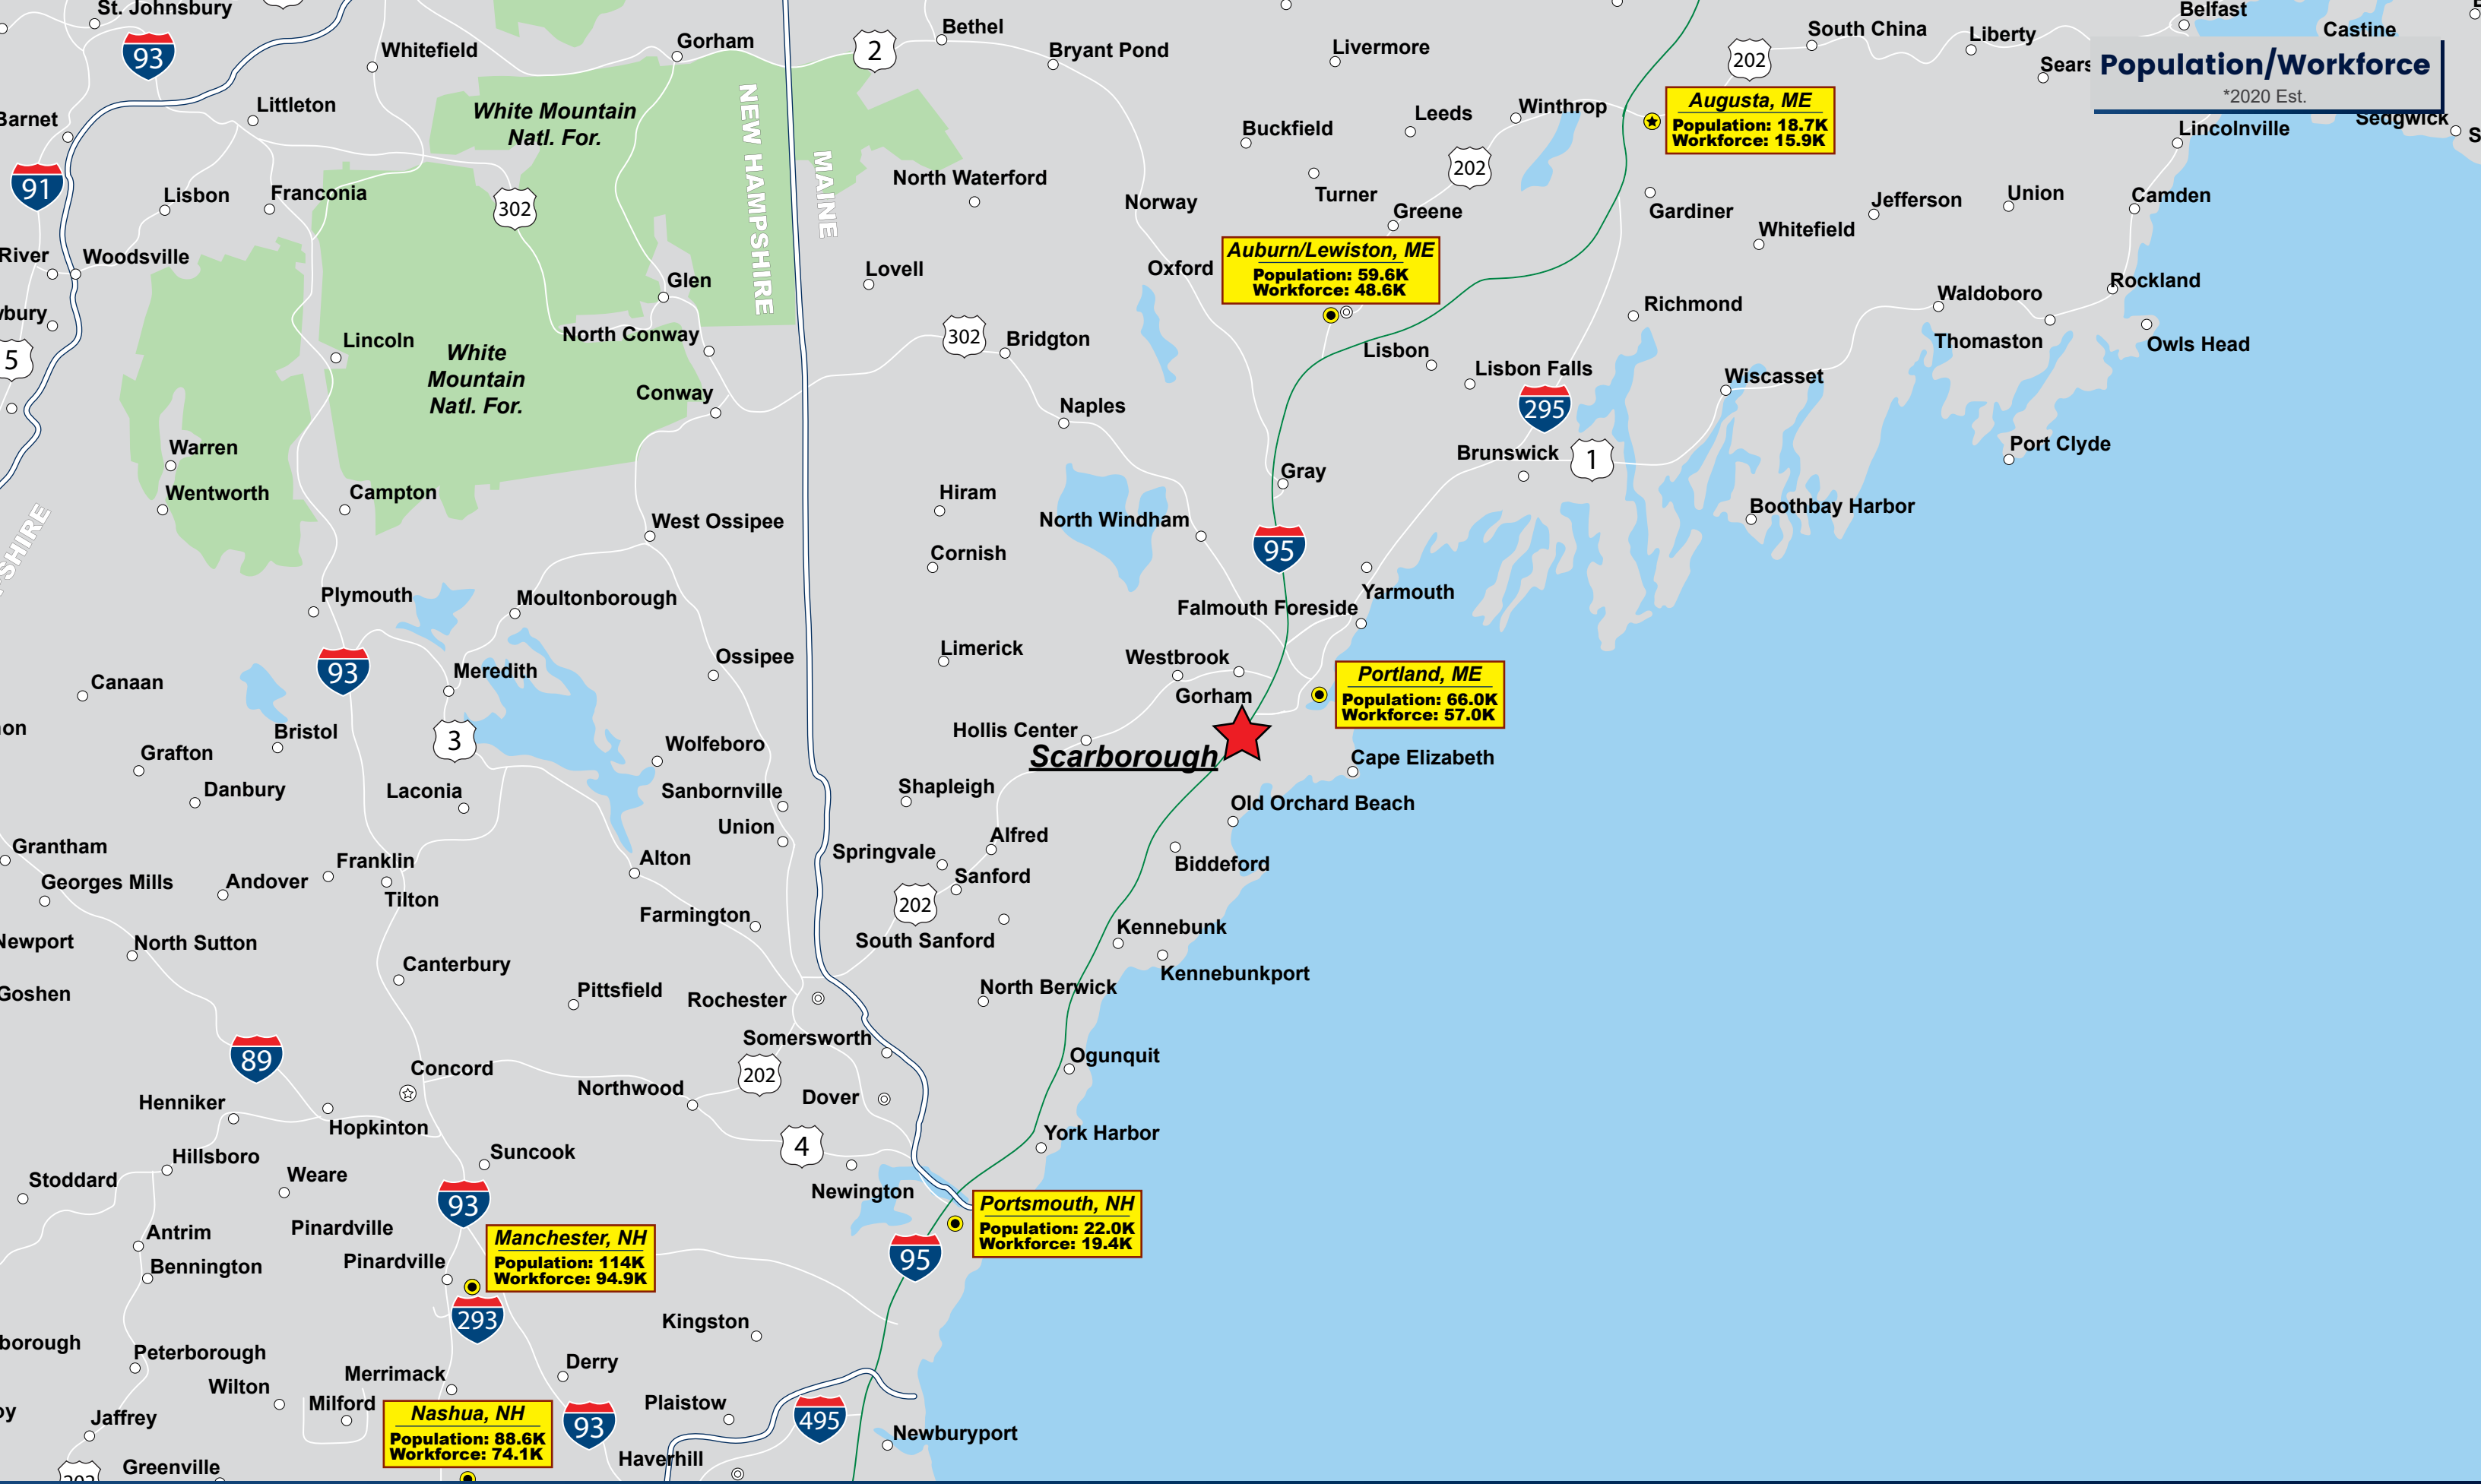 St. Johnsbury
93
Whitefield
Gorham
2
Bethel
Bryant Pond
Livermore
202
South China
Liberty
Belfast
Castine
Sears
Population/Workforce
*2020 Est.
Barnet
Littleton
White Mountain
Natl. For.
NEW HAMPSHIRE
MAINE
Buckfield
Leeds
Winthrop
Augusta, ME
Population: 18.7K
Workforce: 15.9K
Lincolnville
Sedgwick
S
91
Lisbon
Franconia
302
North Waterford
Norway
Turner
202
Greene
Gardiner
Whitefield
Jefferson
Union
Camden
River
Woodsville
Glen
Lovell
Oxford
Auburn/Lewiston, ME
Population: 59.6K
Workforce: 48.6K
Richmond
Waldoboro
Rockland
Thomaston
Owls Head
wbury
5
Lincoln
White
Mountain
Natl. For.
North Conway
Conway
302
Bridgton
Naples
Lisbon
Lisbon Falls
295
Wiscasset
Warren
Wentworth
Campton
West Ossipee
Hiram
North Windham
Gray
Brunswick
1
Port Clyde
Boothbay Harbor
SHIRE
Cornish
95
Yarmouth
Falmouth Foreside
Plymouth
Moultonborough
93
Meredith
Ossipee
Limerick
Westbrook
Gorham
Portland, ME
Population: 66.0K
Workforce: 57.0K
Canaan
on
Bristol
3
Grafton
Danbury
Laconia
Wolfeboro
Hollis Center
Scarborough
Cape Elizabeth
Sanbornville
Shapleigh
Old Orchard Beach
Union
Springvale
Alfred
Biddeford
Grantham
Georges Mills
Andover
Franklin
Tilton
Alton
Sanford
202
Farmington
South Sanford
Kennebunk
Kennebunkport
Newport
North Sutton
Canterbury
Goshen
Pittsfield
Rochester
North Berwick
Somersworth
89
Concord
Northwood
202
Dover
Ogunquit
Henniker
Hopkinton
4
York Harbor
Hillsboro
Suncook
Stoddard
Weare
93
Newington
Portsmouth, NH
Population: 22.0K
Workforce: 19.4K
Antrim
Pinardville
Bennington
Pinardville
Manchester, NH
Population: 114K
Workforce: 94.9K
95
293
Kingston
borough
Peterborough
Wilton
Merrimack
Milford
Derry
Plaistow
oy
Jaffrey
Nashua, NH
Population: 88.6K
Workforce: 74.1K
93
495
Newburyport
Haverhill
202
Greenville